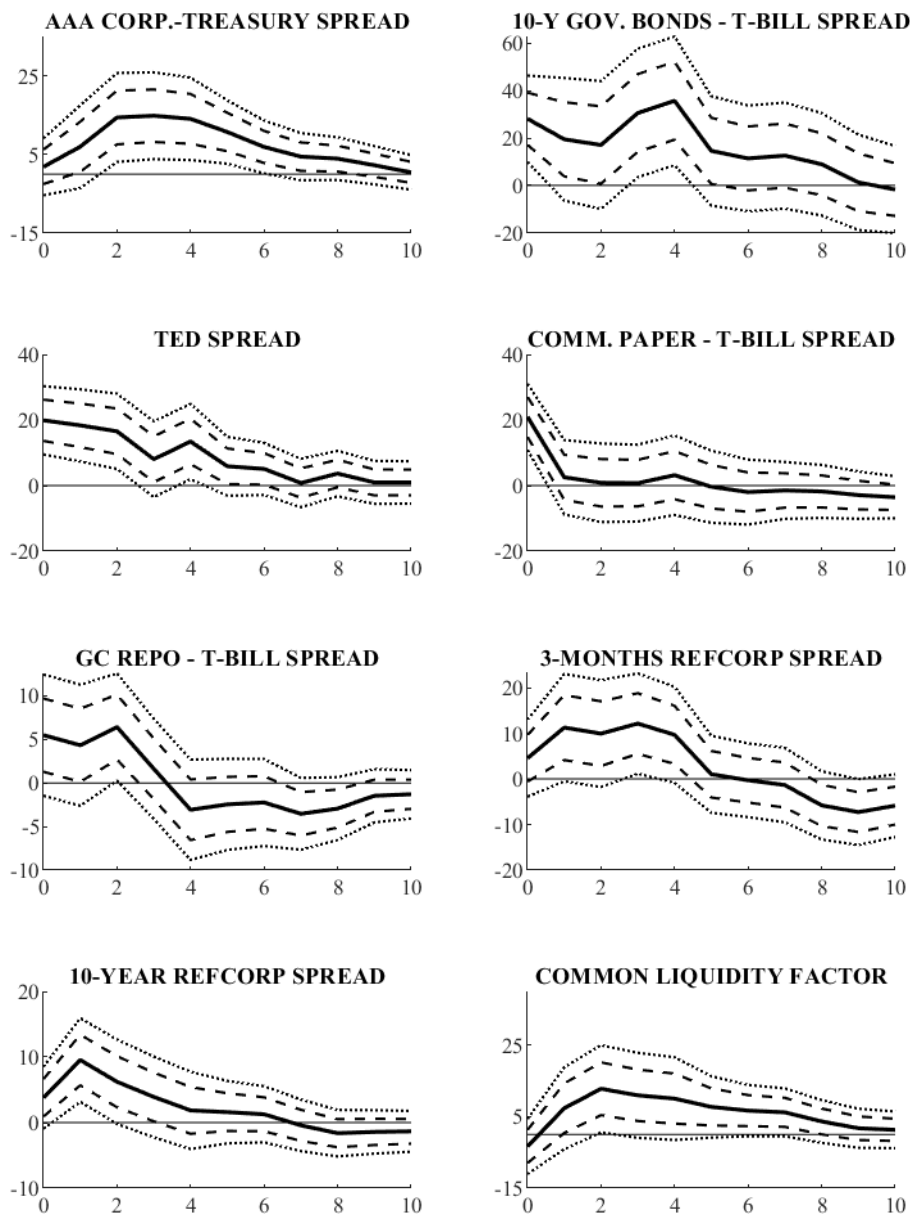 AAA CORP.-TREASURY SPREAD
25
5
-15
0 2 4 6 8 10
10-Y GOV. BONDS - T-BILL SPREAD
60
40
20
0
-20
0 2 4 6 8 10
TED SPREAD
40
20
0
-20
0 2 4 6 8 10
COMM. PAPER - T-BILL SPREAD
40
20
0
-20
0 2 4 6 8 10
GC REPO - T-BILL SPREAD
10
5
0
-5
-10
0 2 4 6 8 10
3-MONTHS REFCORP SPREAD
20
10
0
-10
-20
0 2 4 6 8 10
10-YEAR REFCORP SPREAD
20
10
0
-10
0 2 4 6 8 10
COMMON LIQUIDITY FACTOR
25
5
-15
0 2 4 6 8 10